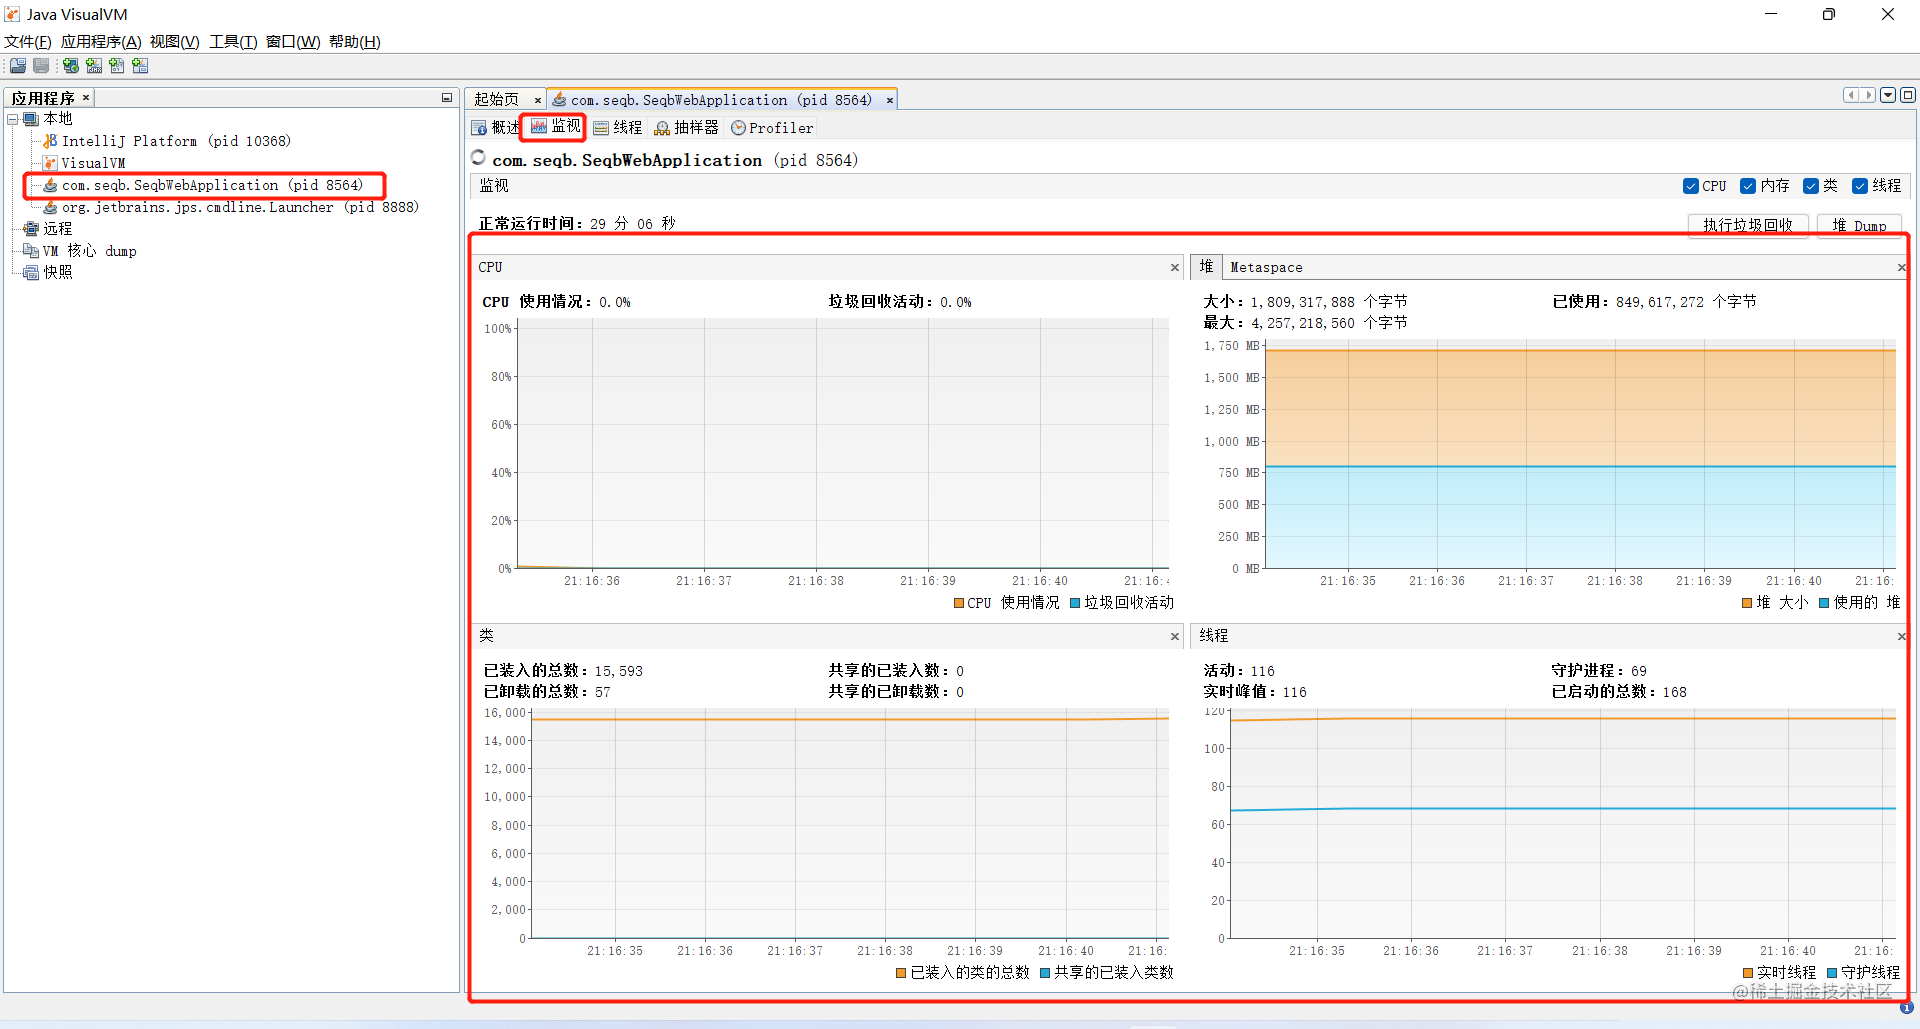 Java VisualVM
文件(F) 应用程序(A) 视图(V) 工具(T) 窗口(W) 帮助(H)
应用程序
本地
IntelliJ Platform (pid 10368)
VisualVM
com.seqb.SeqbWebApplication (pid 8564)
org.jetbrains.jps.cmdline.Launcher (pid 8888)
远程
VM 核心 dump
快照
起始页 com.seqb.SeqbWebApplication (pid 8564)
概述 监视 线程 抽样器 Profiler
com.seqb.SeqbWebApplication (pid 8564)
监视 CPU 内存 类 线程
正常运行时间: 29 分 06 秒 执行垃圾回收 堆 Dump
CPU
CPU 使用情况: 0.0% 垃圾回收活动: 0.0%
100%
80%
60%
40%
20%
0%
21:16:36 21:16:37 21:16:38 21:16:39 21:16:40 21:16:4
CPU 使用情况 垃圾回收活动
堆 Metaspace
大小: 1,809,317,888 个字节 已使用: 849,617,272 个字节
最大: 4,257,218,560 个字节
1,750 MB
1,500 MB
1,250 MB
1,000 MB
750 MB
500 MB
250 MB
0 MB
21:16:35 21:16:36 21:16:37 21:16:38 21:16:39 21:16:40 21:16:
堆 大小 使用的 堆
类
已装入的总数: 15,593 共享的已装入数: 0
已卸载的总数: 57 共享的已卸载数: 0
16,000
14,000
12,000
10,000
8,000
6,000
4,000
2,000
0
21:16:35 21:16:36 21:16:37 21:16:38 21:16:39 21:16:40 21:16:
已装入的类的总数 共享的已装入类数
线程
活动: 116 守护进程: 69
实时峰值: 116 已启动的总数: 168
120
100
80
60
40
20
0
21:16:35 21:16:36 21:16:37 21:16:38 21:16:39 21:16:40 21:16:
实时线程 守护线程
@稀土掘金技术社区